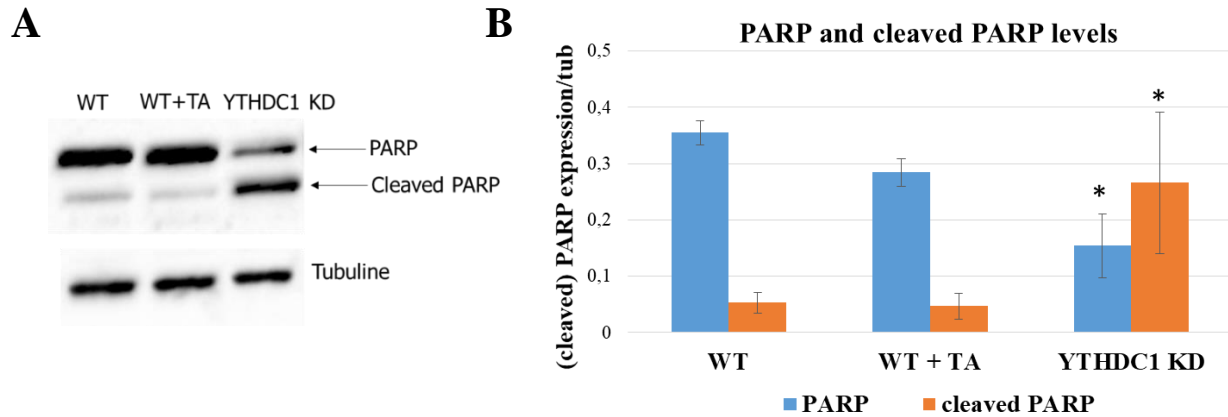 A
WT WT+TA YTHDC1 KD
PARP
Cleaved PARP
Tubuline
B
PARP and cleaved PARP levels
(cleaved) PARP expression/tub
0,5
0,4
0,3
0,2
0,1
0
*
*
WT WT + TA YTHDC1 KD
PARP cleaved PARP